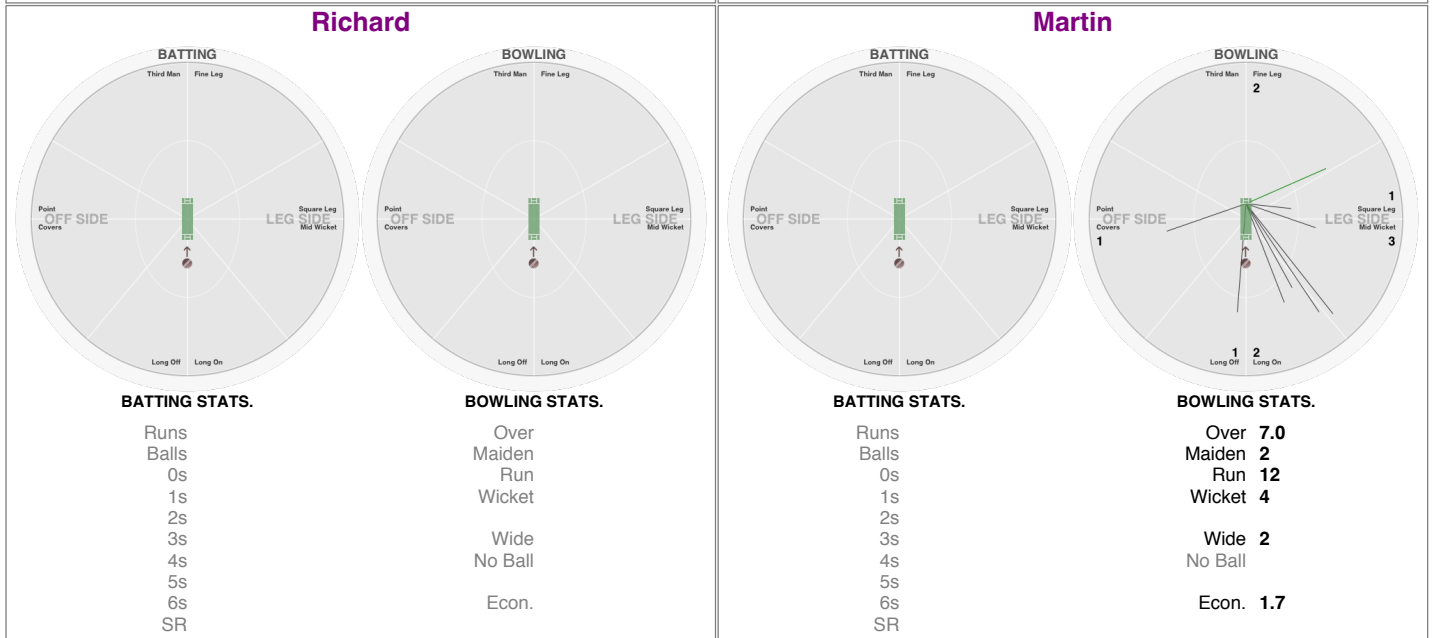 Richard
BATTING
Third Man Fine Leg
Point
OFF SIDE
Covers
Square Leg
LEG SIDE
Mid Wicket
Long Off Long On
BOWLING
Third Man Fine Leg
Point
OFF SIDE
Covers
Square Leg
LEG SIDE
Mid Wicket
Long Off Long On
BATTING STATS.
Runs
Balls
0s
1s
2s
3s
4s
5s
6s
SR
BOWLING STATS.
Over
Maiden
Run
Wicket
Wide
No Ball
Econ.
Martin
BATTING
Third Man Fine Leg
Point
OFF SIDE
Covers
Square Leg
LEG SIDE
Mid Wicket
Long Off Long On
BOWLING
Third Man Fine Leg
2
1
Point
OFF SIDE
Covers
1
Square Leg
LEG SIDE
Mid Wicket
3
1 2
Long Off Long On
BATTING STATS.
Runs
Balls
0s
1s
2s
3s
4s
5s
6s
SR
BOWLING STATS.
Over 7.0
Maiden 2
Run 12
Wicket 4
Wide 2
No Ball
Econ. 1.7